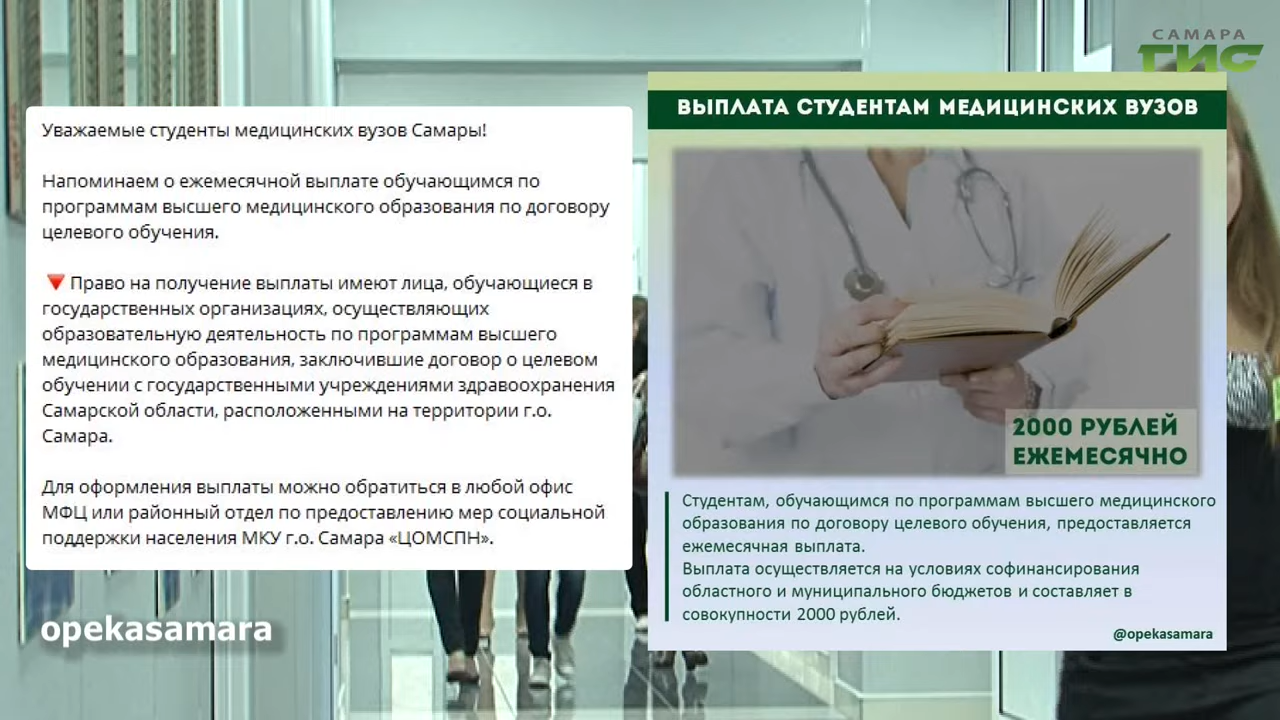 САМАРА
ГИС
Уважаемые студенты медицинских вузов Самары!
Напоминаем о ежемесячной выплате обучающимся по
программам высшего медицинского образования по договору
целевого обучения.
Право на получение выплаты имеют лица, обучающиеся в
государственных организациях, осуществляющих
образовательную деятельность по программам высшего
медицинского образования, заключившие договор о целевом
обучении с государственными учреждениями здравоохранения
Самарской области, расположенными на территории г.о.
Самара.
Для оформления выплаты можно обратиться в любой офис
МФЦ или районный отдел по предоставлению мер социальной
поддержки населения МКУ г.о. Самара «ЦОМСПН».
opekasamara
ВЫПЛАТА СТУДЕНТАМ МЕДИЦИНСКИХ ВУЗОВ
2000 РУБЛЕЙ
ЕЖЕМЕСЯЧНО
Студентам, обучающимся по программам высшего медицинского
образования по договору целевого обучения, предоставляется
ежемесячная выплата.
Выплата осуществляется на условиях софинансирования
областного и муниципального бюджетов и составляет в
совокупности 2000 рублей.
@opekasamara